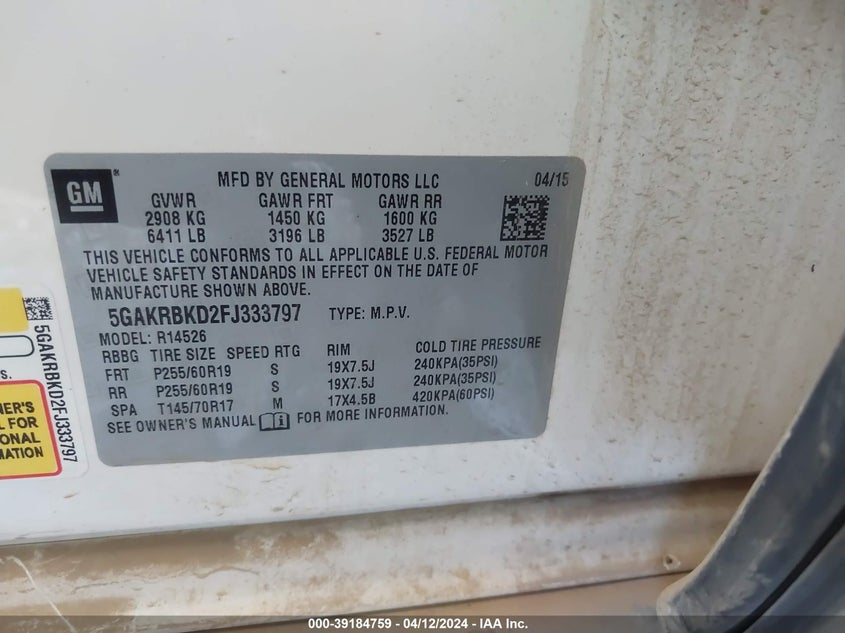 GM
MFD BY GENERAL MOTORS LLC 04/15
GVWR GAWR FRT GAWR RR
2908 KG 1450 KG 1600 KG
6411 LB 3196 LB 3527 LB
THIS VEHICLE CONFORMS TO ALL APPLICABLE U.S. FEDERAL MOTOR
VEHICLE SAFETY STANDARDS IN EFFECT ON THE DATE OF
MANUFACTURE SHOWN ABOVE.
5GAKRBKD2FJ333797 TYPE: M.P.V.
MODEL: R14526
RBBG TIRE SIZE SPEED RTG RIM COLD TIRE PRESSURE
FRT P255/60R19 S 19X7.5J 240KPA(35PSI)
RR P255/60R19 S 19X7.5J 240KPA(35PSI)
SPA T145/70R17 M 17X4.5B 420KPA(60PSI)
SEE OWNER'S MANUAL FOR MORE INFORMATION.
5GAKRBKD2FJ333797
NER'S
L FOR
ONAL
MATION
000-39184759 — 04/12/2024 — IAA Inc.